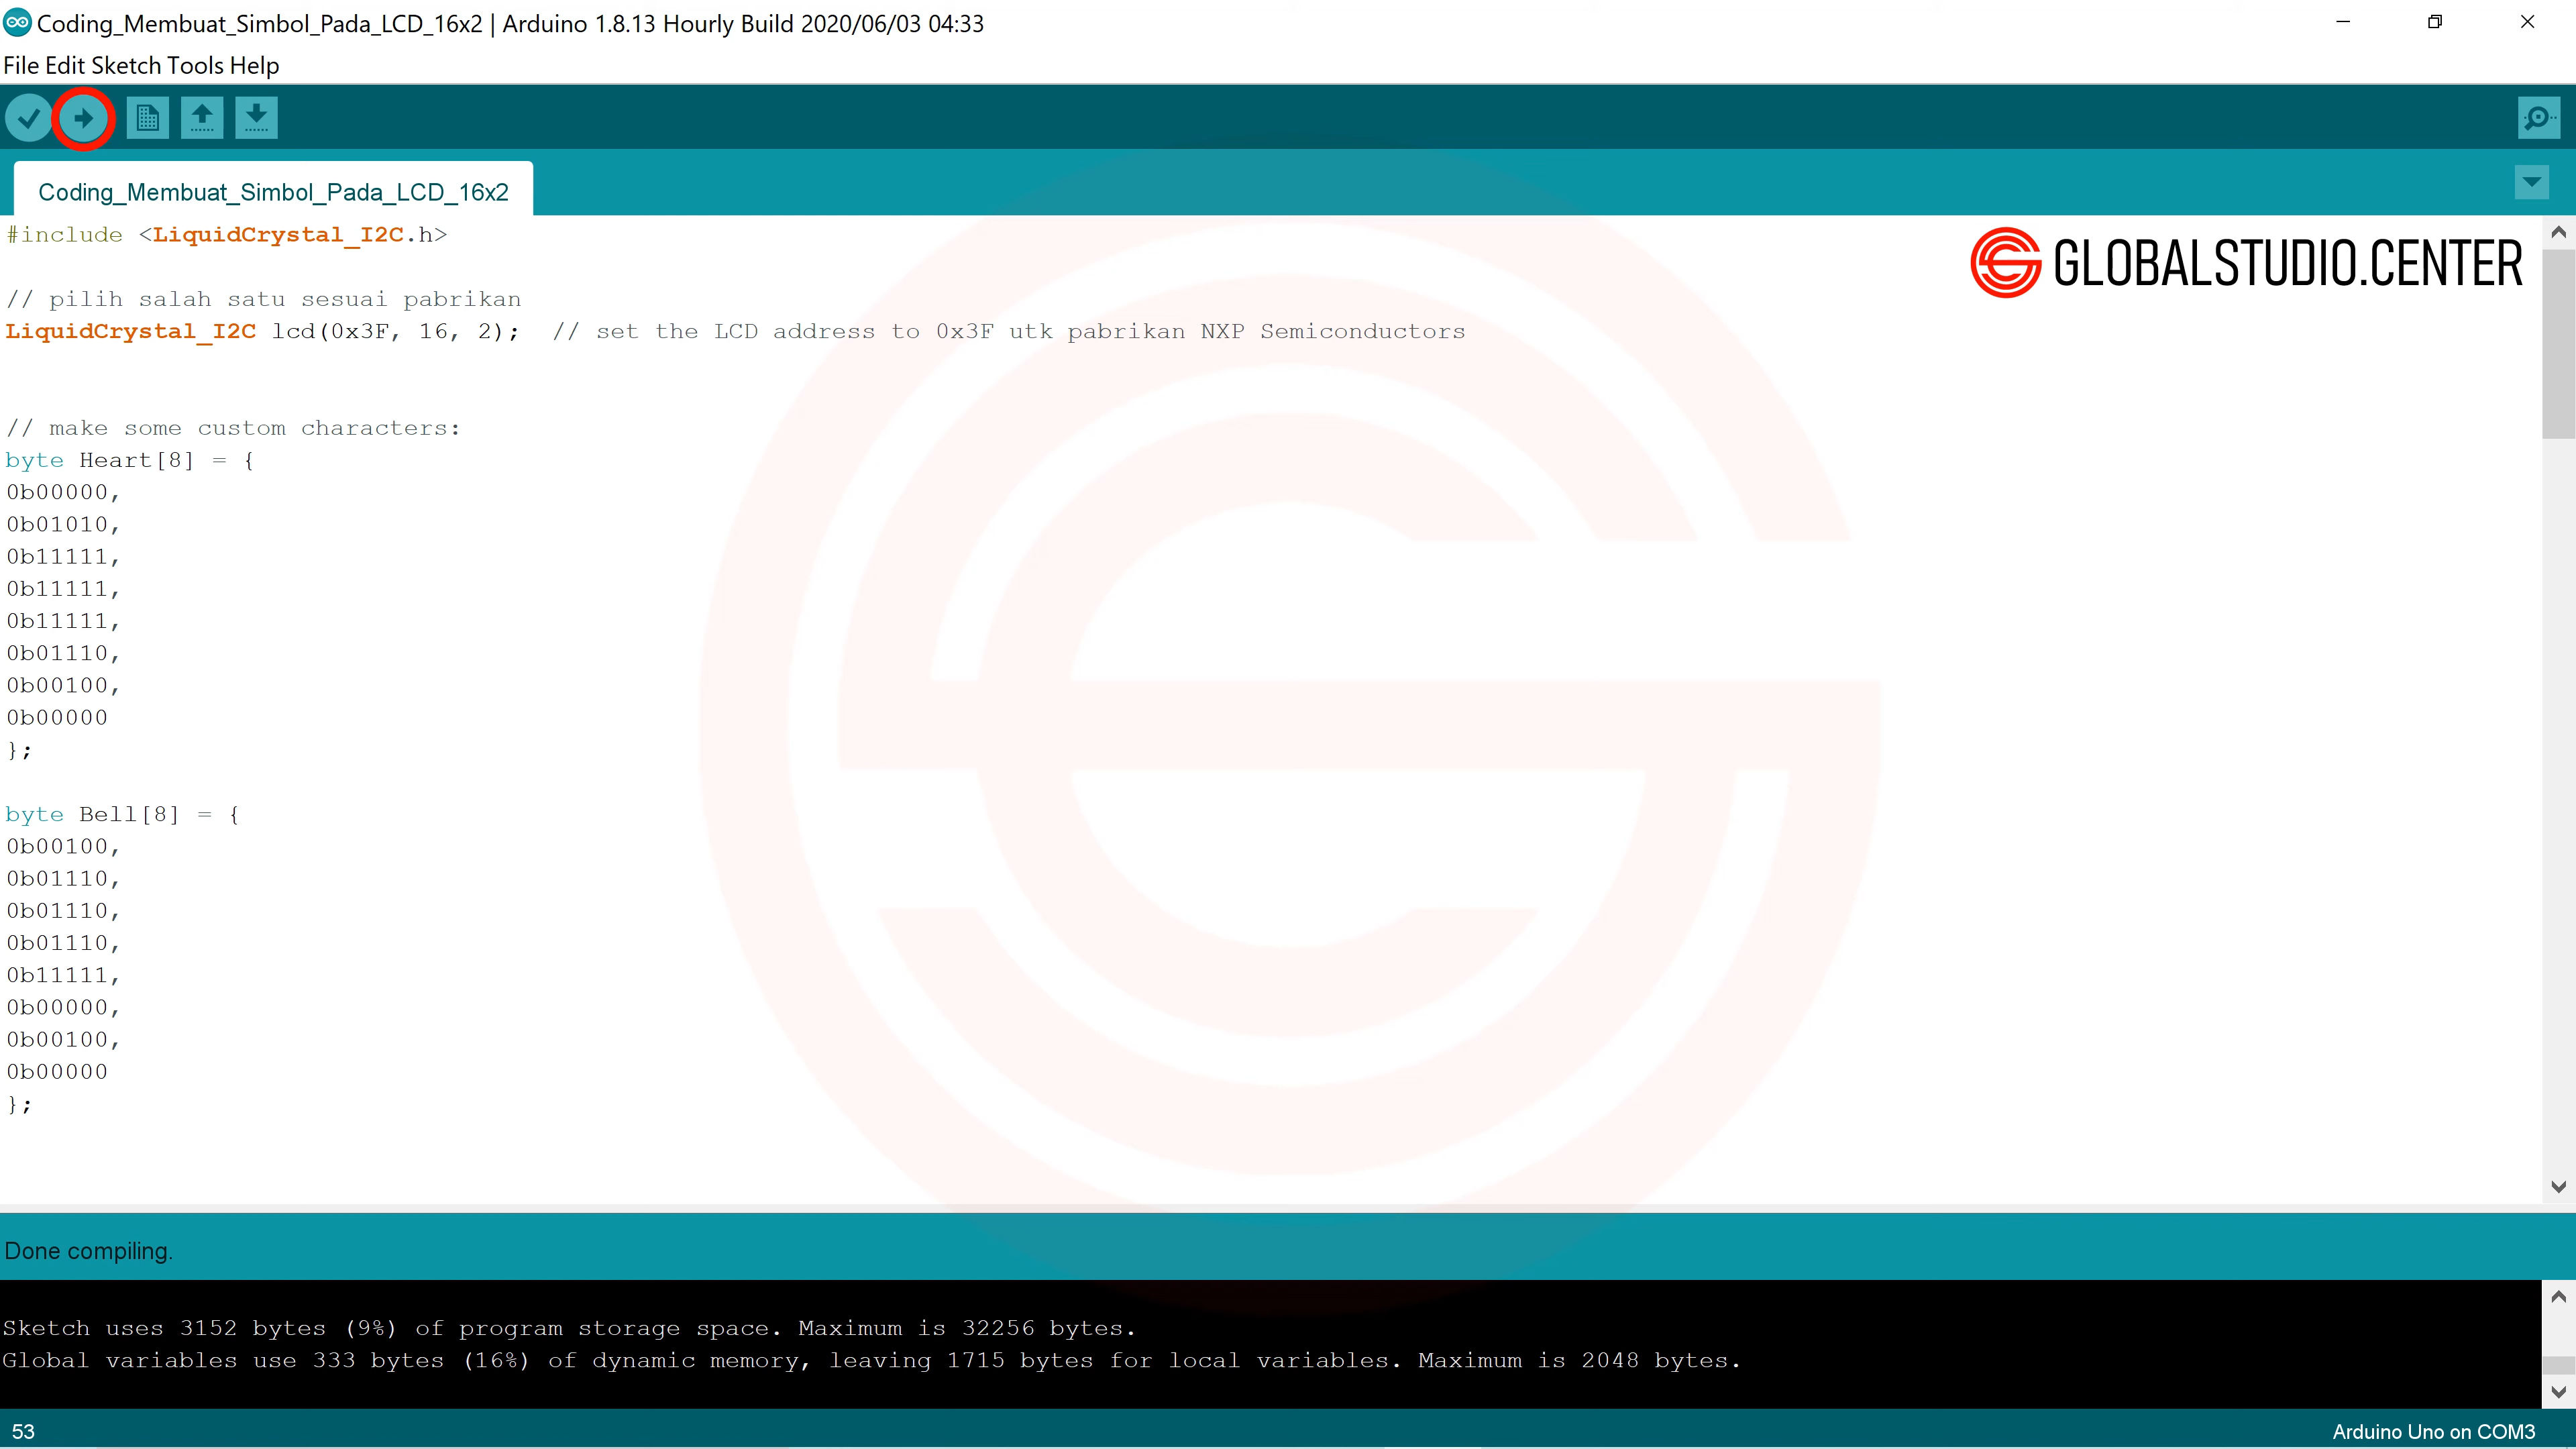 Coding_Membuat_Simbol_Pada_LCD_16x2 | Arduino 1.8.13 Hourly Build 2020/06/03 04:33
File Edit Sketch Tools Help
Coding_Membuat_Simbol_Pada_LCD_16x2
GLOBALSTUDIO.CENTER
#include <LiquidCrystal_I2C.h>
// pilih salah satu sesuai pabrikan
LiquidCrystal_I2C lcd(0x3F, 16, 2);  // set the LCD address to 0x3F utk pabrikan NXP Semiconductors
// make some custom characters:
byte Heart[8] = {
0b00000,
0b01010,
0b11111,
0b11111,
0b11111,
0b01110,
0b00100,
0b00000
};
byte Bell[8] = {
0b00100,
0b01110,
0b01110,
0b01110,
0b11111,
0b00000,
0b00100,
0b00000
};
Done compiling.
Sketch uses 3152 bytes (9%) of program storage space. Maximum is 32256 bytes.
Global variables use 333 bytes (16%) of dynamic memory, leaving 1715 bytes for local variables. Maximum is 2048 bytes.
53
Arduino Uno on COM3